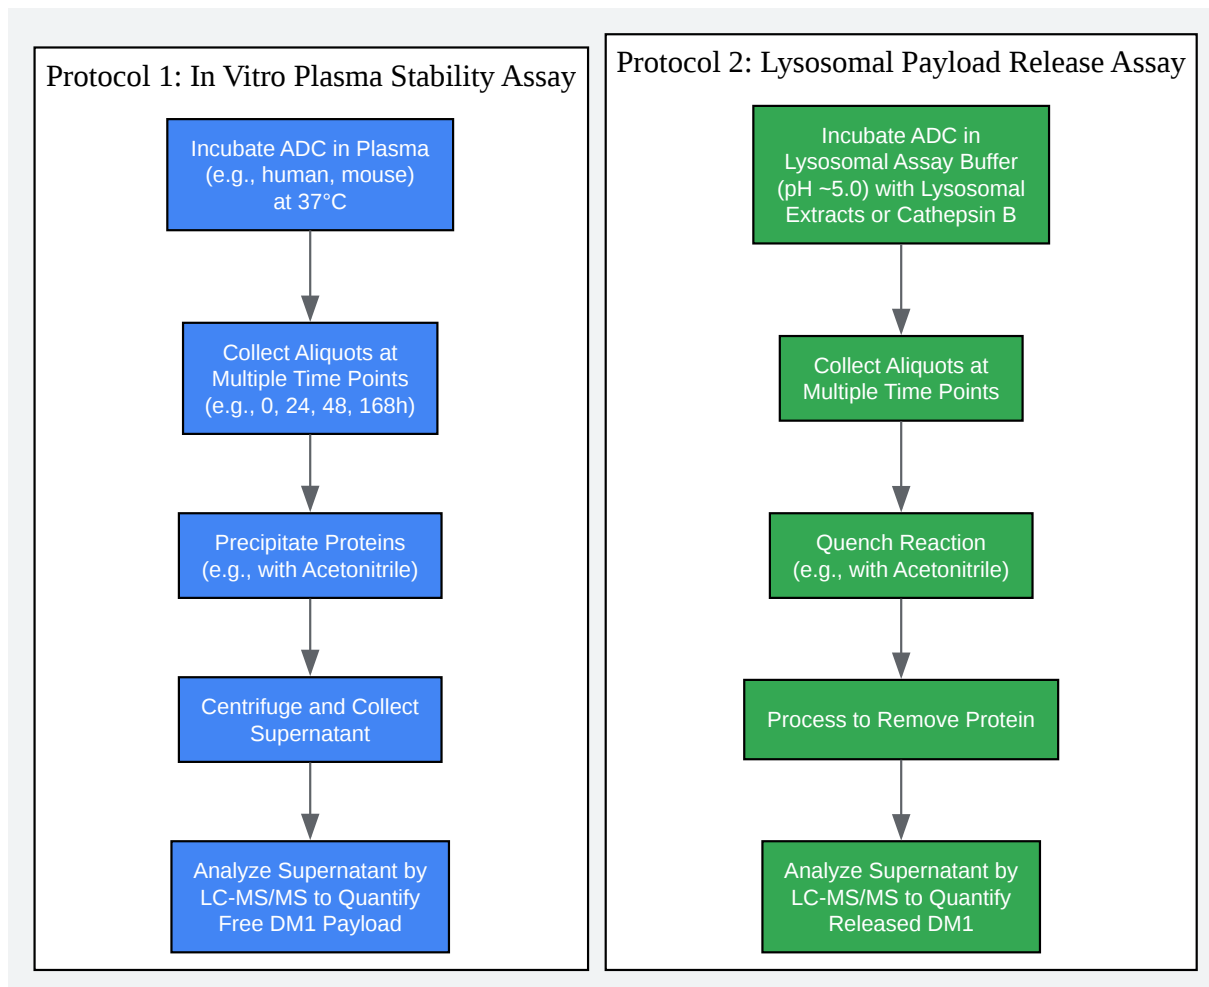 Protocol 1: In Vitro Plasma Stability Assay
Incubate ADC in Plasma
(e.g., human, mouse)
at 37°C
Collect Aliquots at
Multiple Time Points
(e.g., 0, 24, 48, 168h)
Precipitate Proteins
(e.g., with Acetonitrile)
Centrifuge and Collect
Supernatant
Analyze Supernatant by
LC-MS/MS to Quantify
Free DM1 Payload
Protocol 2: Lysosomal Payload Release Assay
Incubate ADC in
Lysosomal Assay Buffer
(pH ~5.0) with Lysosomal
Extracts or Cathepsin B
Collect Aliquots at
Multiple Time Points
Quench Reaction
(e.g., with Acetonitrile)
Process to Remove Protein
Analyze Supernatant by
LC-MS/MS to Quantify
Released DM1